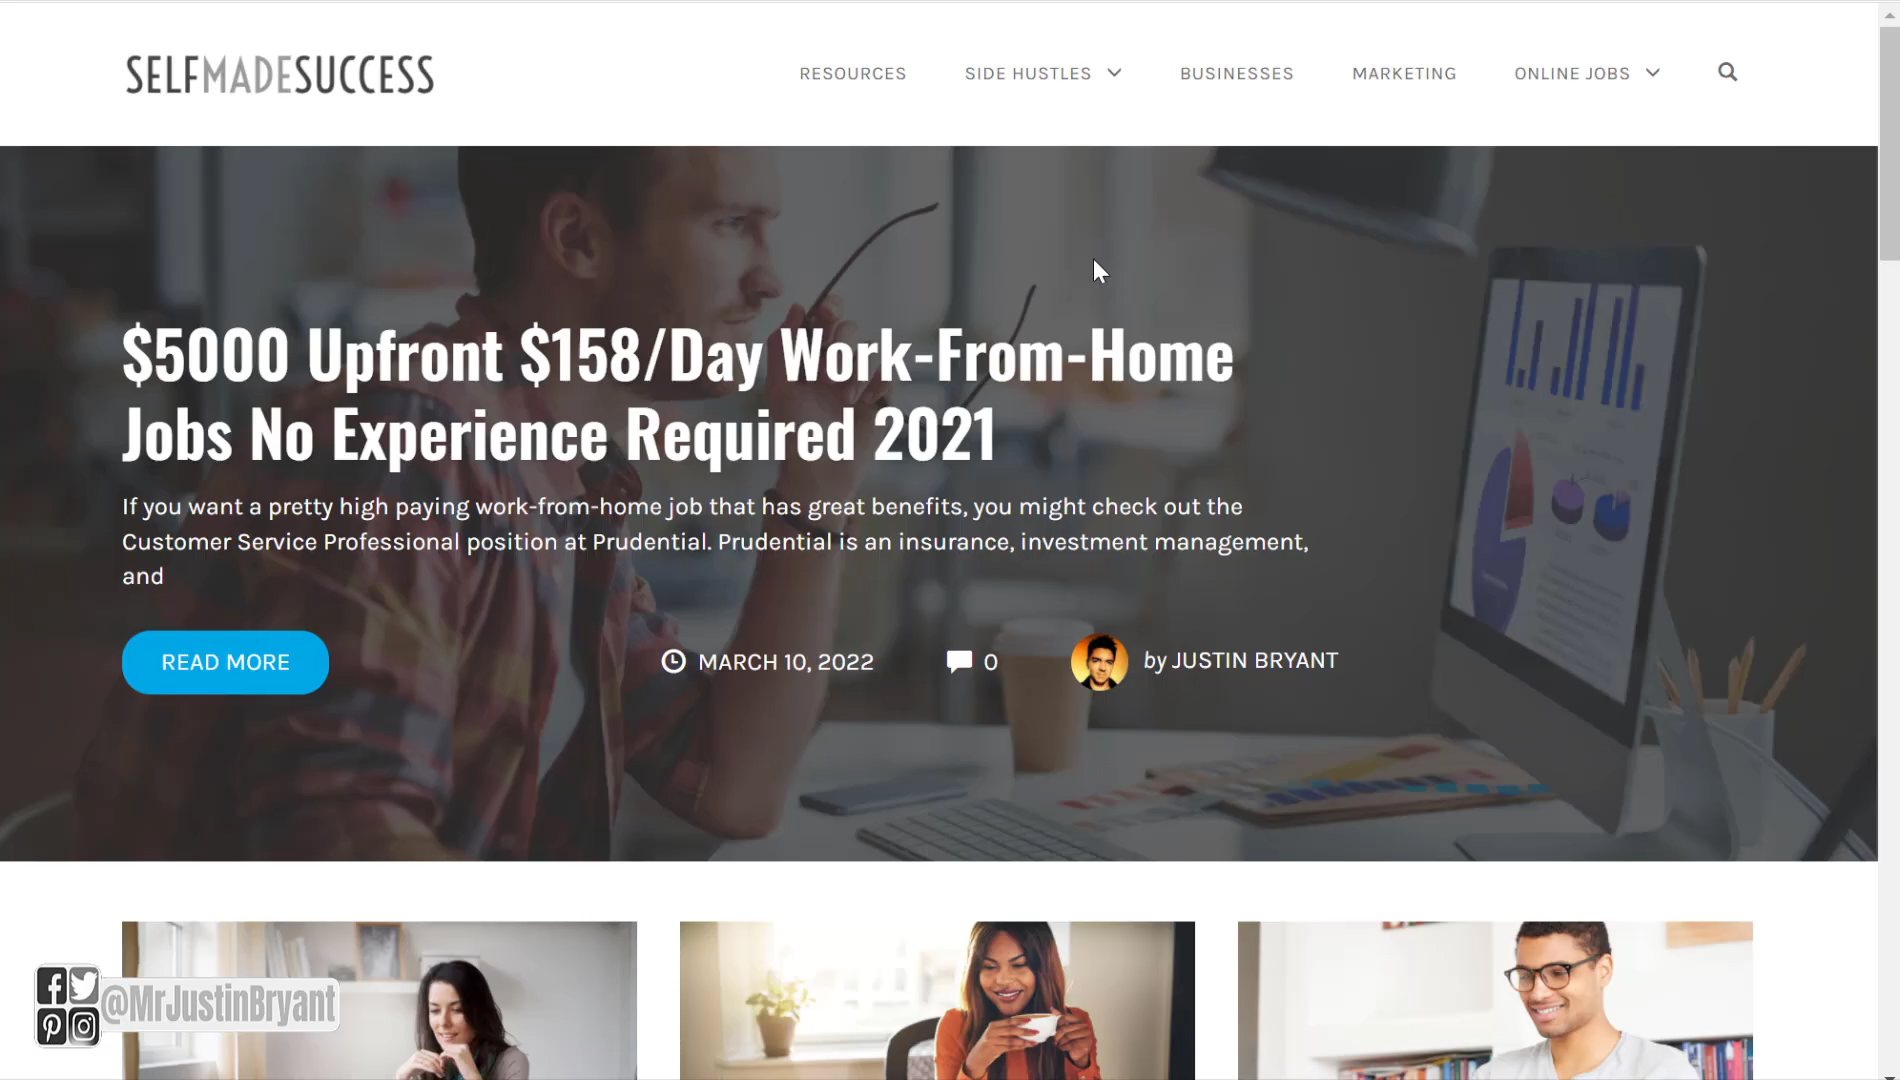 SELFMADESUCCESS
RESOURCES
SIDE HUSTLES
BUSINESSES
MARKETING
ONLINE JOBS
$5000 Upfront $158/Day Work-From-Home
Jobs No Experience Required 2021
If you want a pretty high paying work-from-home job that has great benefits, you might check out the
Customer Service Professional position at Prudential. Prudential is an insurance, investment management,
and
READ MORE
MARCH 10, 2022
0
by JUSTIN BRYANT
@MrJustinBryant